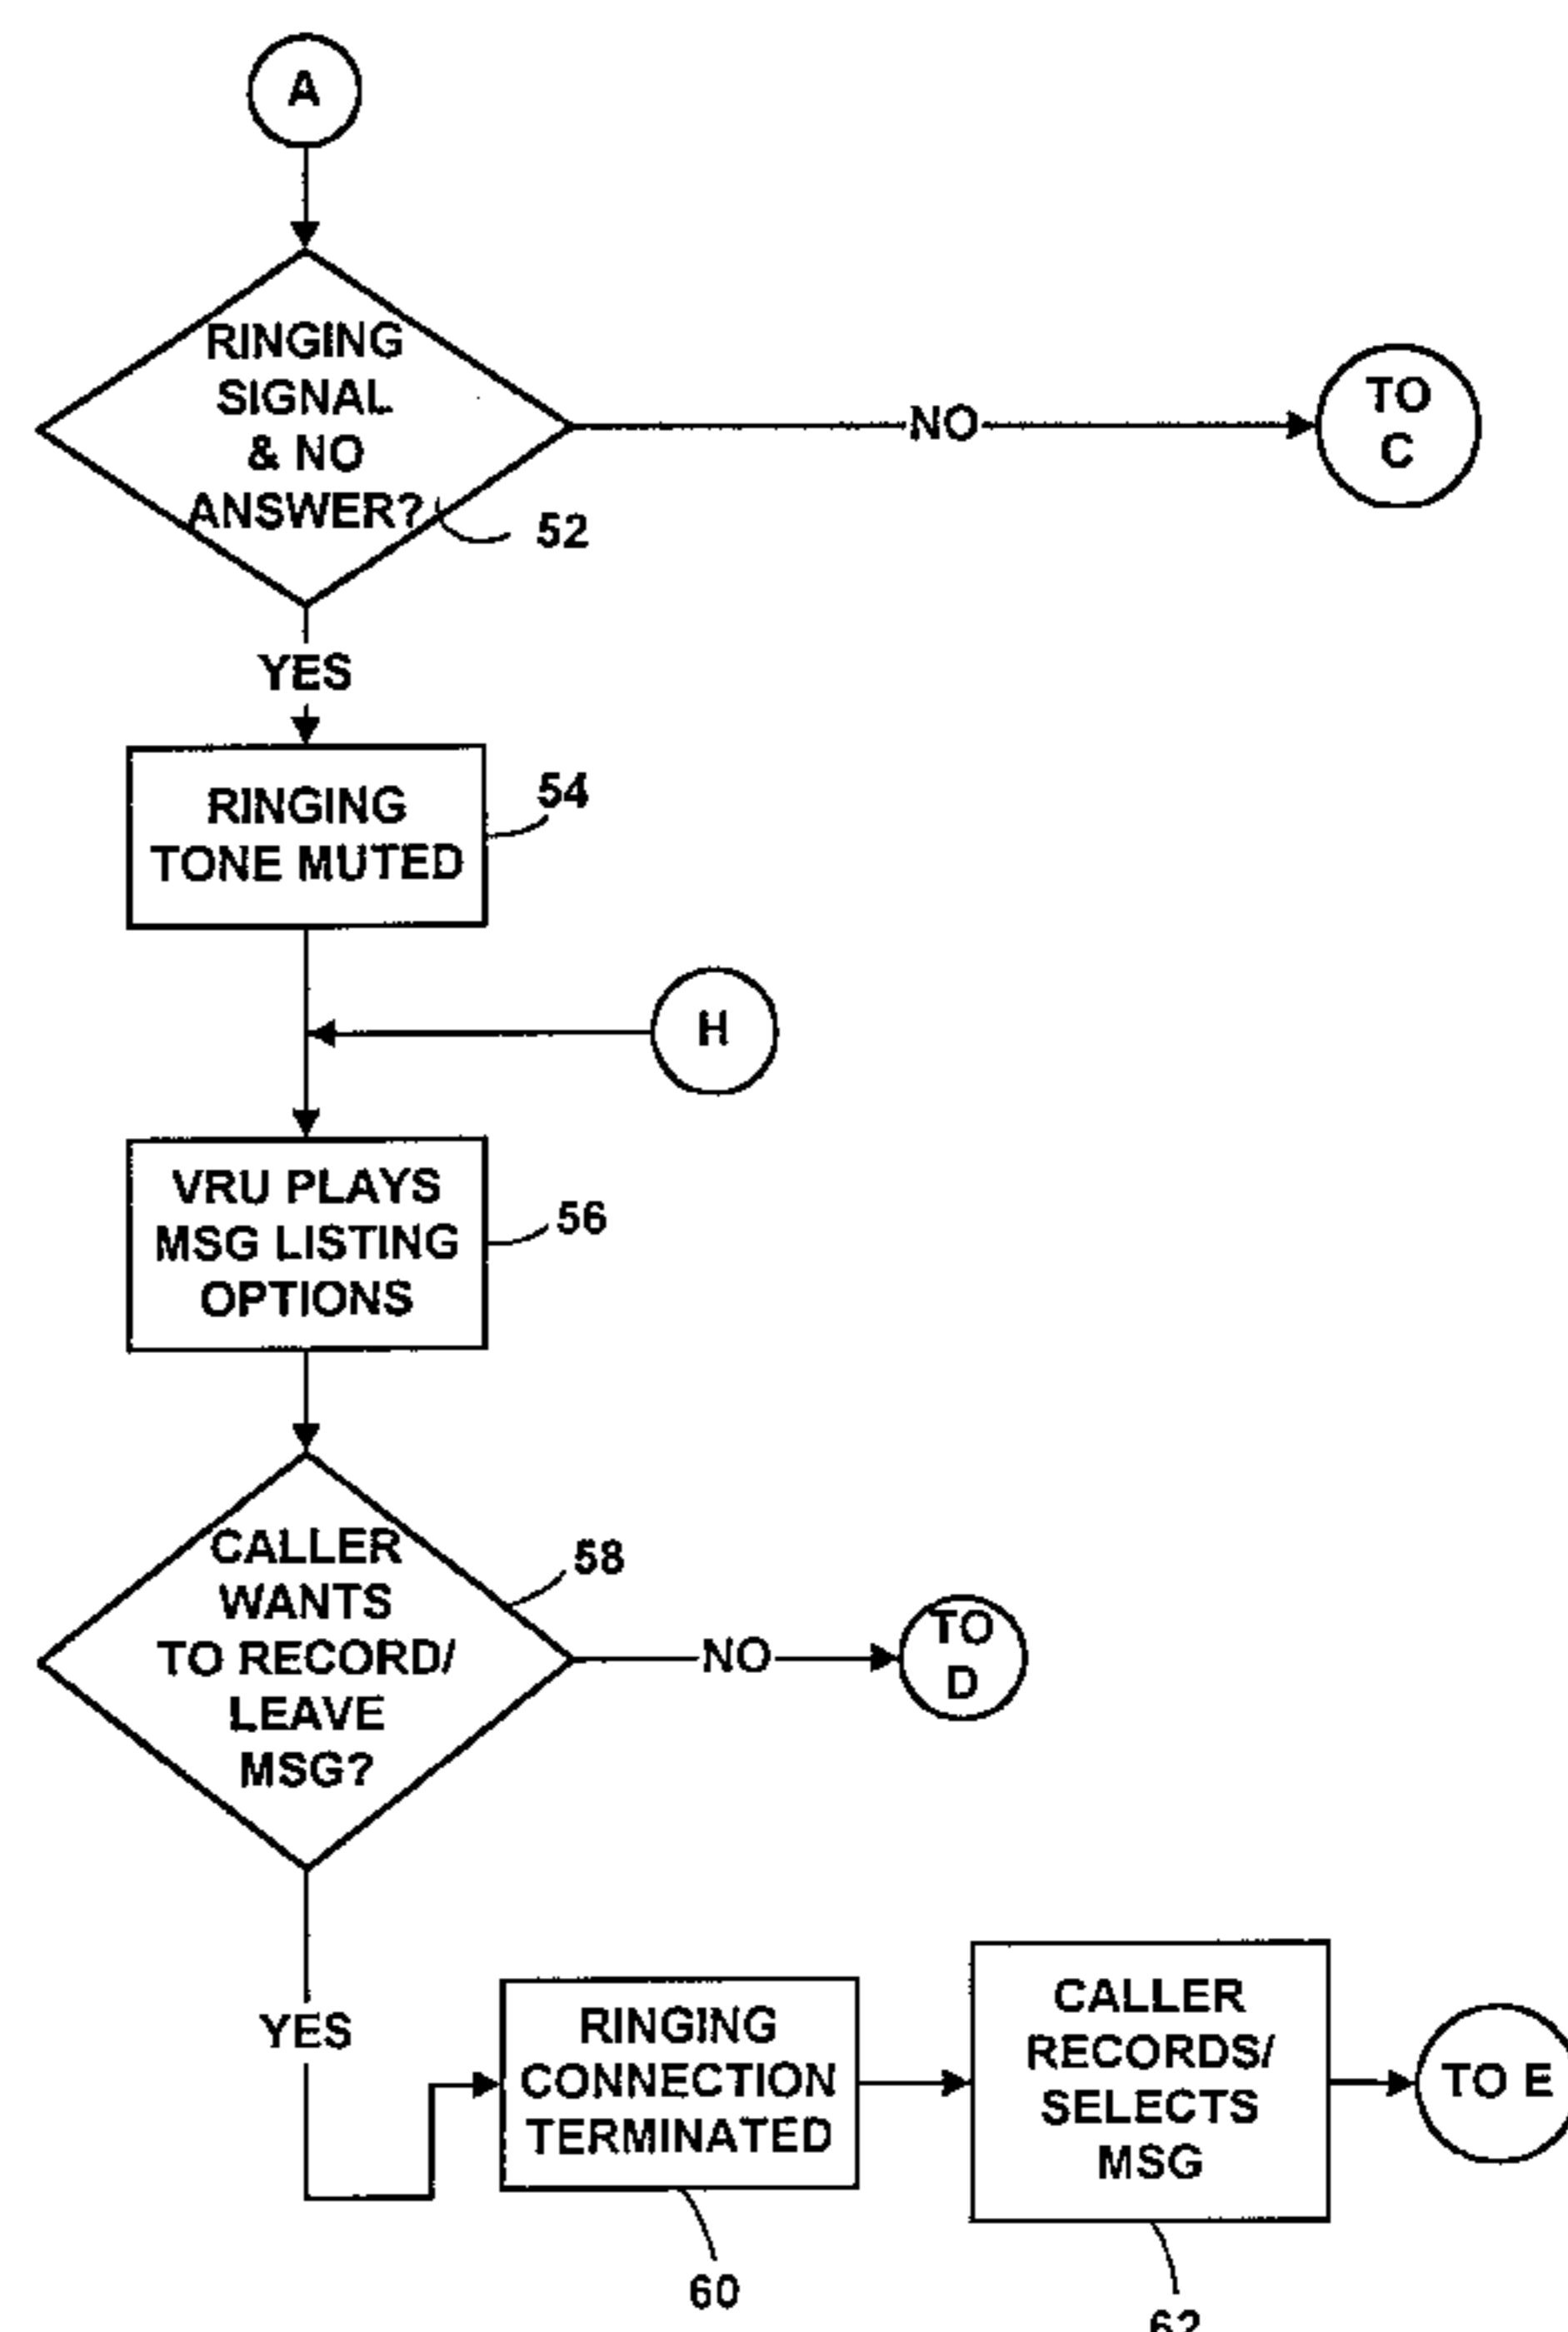 A
RINGING
SIGNAL
& NO
ANSWER?
52
NO
TO
C
YES
RINGING
TONE MUTED
54
H
VRU PLAYS
MSG LISTING
OPTIONS
56
CALLER
WANTS
TO RECORD/
LEAVE
MSG?
58
NO
TO
D
YES
RINGING
CONNECTION
TERMINATED
60
CALLER
RECORDS/
SELECTS
MSG
62
TO E